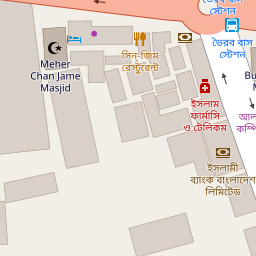 ভৈরব বাস
স্টেশন
ভৈরব বাস
স্টেশন
সিন-জিম
রেস্টুরেন্ট
Meher
Chan Jame
Masjid
ইসলাম
ফার্মাসি
ও টেলিকম
ইসলামী
ব্যাংক বাংলাদেশ
লিমিটেড